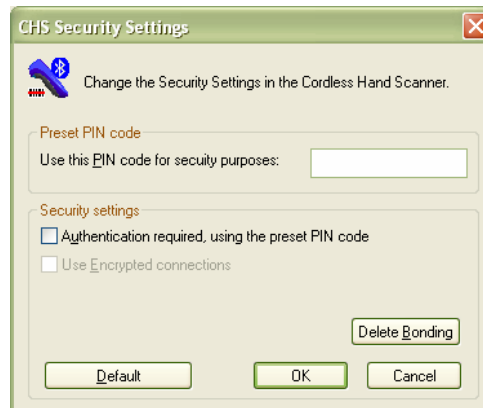 CHS Security Settings
Change the Security Settings in the Cordless Hand Scanner.
Preset PIN code
Use this PIN code for secuity purposes:
Security settings
Authentication required, using the preset PIN code
Use Encrypted connections
Delete Bonding
Default OK Cancel